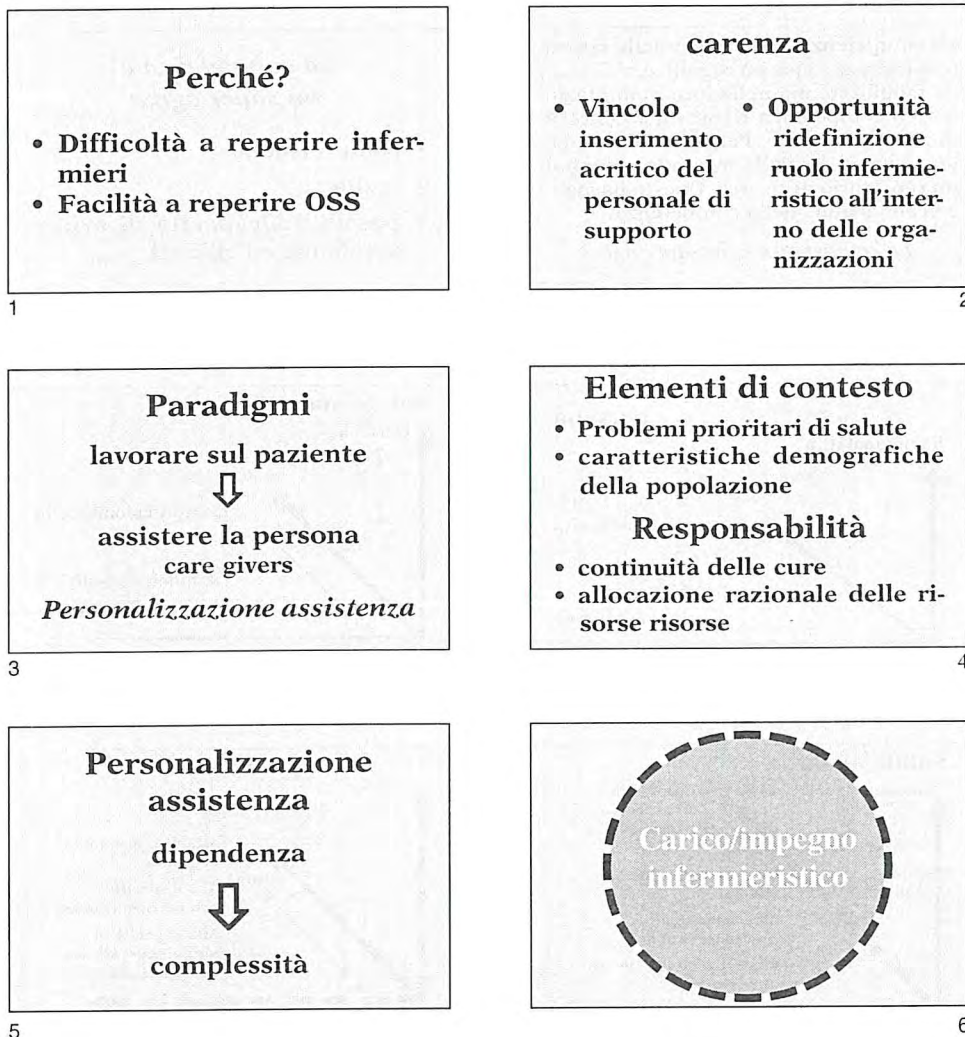 Perché?
• Difficoltà a reperire infer-
mieri
• Facilità a reperire OSS
1
carenza
• Vincolo
inserimento
acritico del
personale di
supporto
• Opportunità
ridefinizione
ruolo infermie-
ristico all'inter-
no delle orga-
nizzazioni
2
Paradigmi
lavorare sul paziente
⇩
assistere la persona
care givers
Personalizzazione assistenza
3
Elementi di contesto
• Problemi prioritari di salute
• caratteristiche demografiche
della popolazione
Responsabilità
• continuità delle cure
• allocazione razionale delle ri-
sorse risorse
4
Personalizzazione
assistenza
dipendenza
⇩
complessità
5
Carico/impegno
infermieristico
6